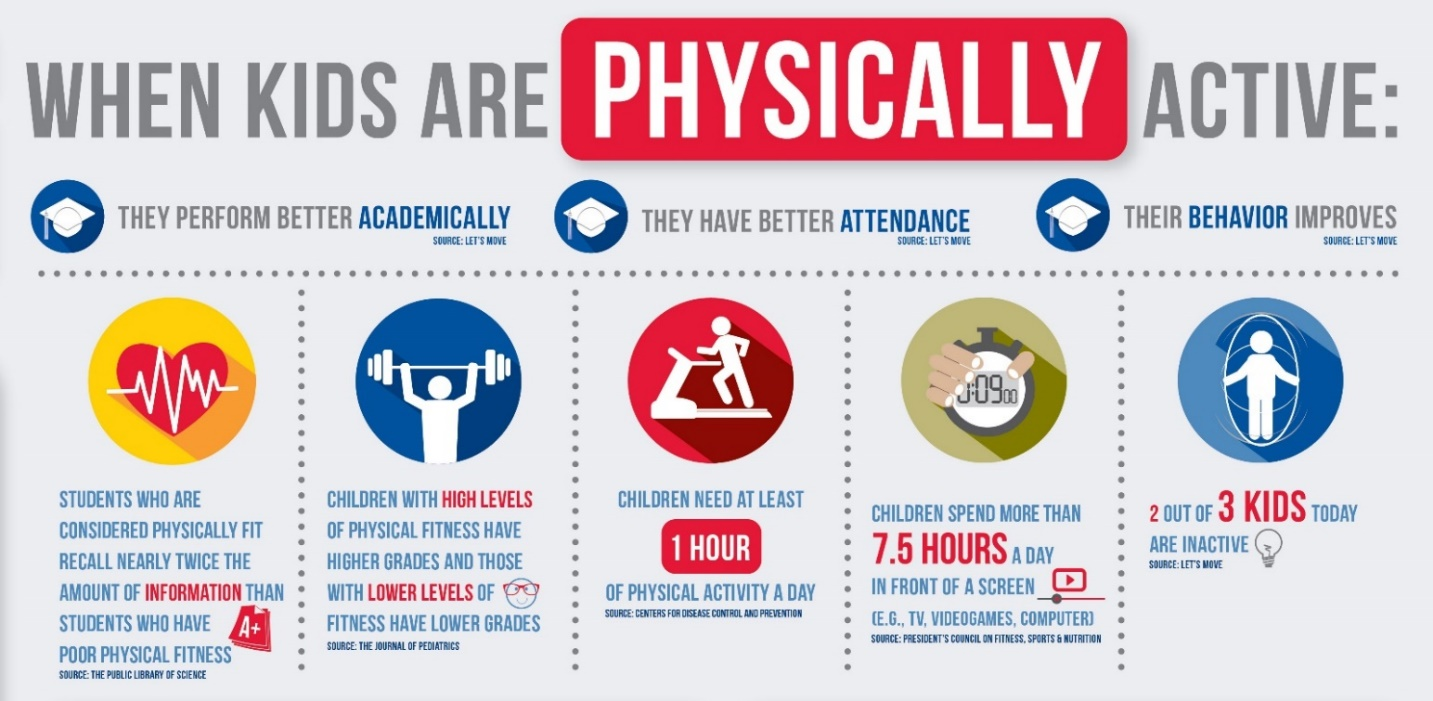 WHEN KIDS ARE PHYSICALLY ACTIVE:
THEY PERFORM BETTER ACADEMICALLY
SOURCE: LET'S MOVE
THEY HAVE BETTER ATTENDANCE
SOURCE: LET'S MOVE
THEIR BEHAVIOR IMPROVES
SOURCE: LET'S MOVE
STUDENTS WHO ARE
CONSIDERED PHYSICALLY FIT
RECALL NEARLY TWICE THE
AMOUNT OF INFORMATION THAN
STUDENTS WHO HAVE
A+
POOR PHYSICAL FITNESS
SOURCE: THE PUBLIC LIBRARY OF SCIENCE
CHILDREN WITH HIGH LEVELS
OF PHYSICAL FITNESS HAVE
HIGHER GRADES AND THOSE
WITH LOWER LEVELS OF
FITNESS HAVE LOWER GRADES
SOURCE: THE JOURNAL OF PEDIATRICS
CHILDREN NEED AT LEAST
1 HOUR
OF PHYSICAL ACTIVITY A DAY
SOURCE: CENTERS FOR DISEASE CONTROL AND PREVENTION
:0900
CHILDREN SPEND MORE THAN
7.5 HOURS A DAY
IN FRONT OF A SCREEN
(E.G., TV, VIDEOGAMES, COMPUTER)
SOURCE: PRESIDENT'S COUNCIL ON FITNESS, SPORTS & NUTRITION
2 OUT OF 3 KIDS TODAY
ARE INACTIVE
SOURCE: LET'S MOVE